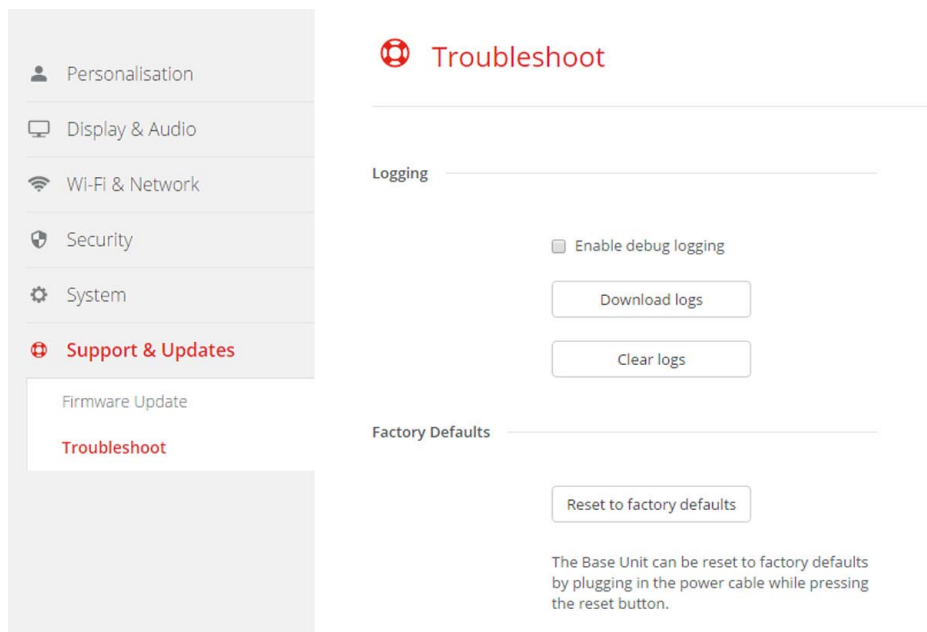 Personalisation
Display & Audio
Wi-Fi & Network
Security
System
Support & Updates
Firmware Update
Troubleshoot
Troubleshoot
Logging
Enable debug logging
Download logs
Clear logs
Factory Defaults
Reset to factory defaults
The Base Unit can be reset to factory defaults
by plugging in the power cable while pressing
the reset button.